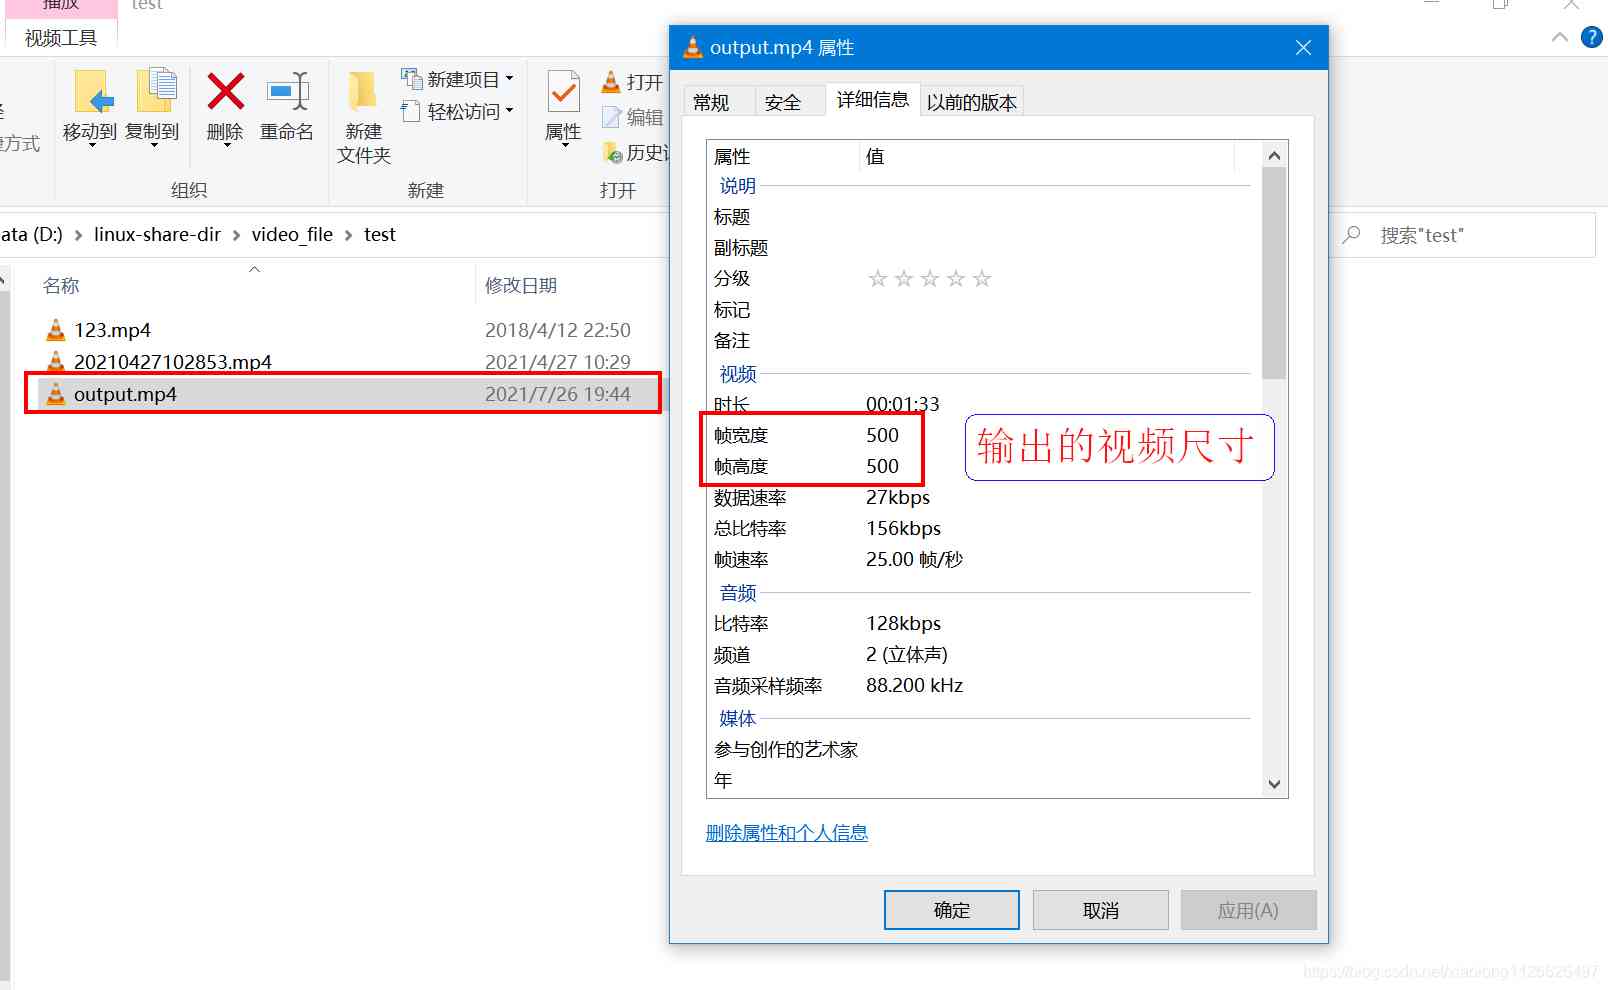 播放
test
视频工具
移动到
复制到
删除
重命名
新建
文件夹
新建项目
轻松访问
属性
打开
编辑
组织
新建
打开
ata (D:) › linux-share-dir › video_file › test
搜索"test"
名称
修改日期
123.mp4 2018/4/12 22:50
20210427102853.mp4 2021/4/27 10:29
output.mp4 2021/7/26 19:44
output.mp4 属性
常规 安全 详细信息 以前的版本
属性 值
说明
标题
副标题
分级 ☆☆☆☆☆
标记
备注
视频
时长 00:01:33
帧宽度 500
帧高度 500
输出的视频尺寸
数据速率 27kbps
总比特率 156kbps
帧速率 25.00 帧/秒
音频
比特率 128kbps
频道 2 (立体声)
音频采样频率 88.200 kHz
媒体
参与创作的艺术家
年
删除属性和个人信息
确定 取消 应用(A)